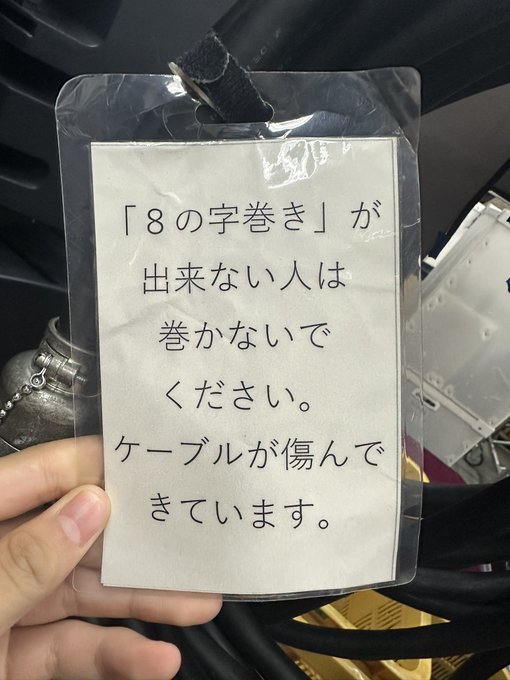 「８の字巻き」が
出来ない人は
巻かないで
ください。
ケーブルが傷んで
きています。